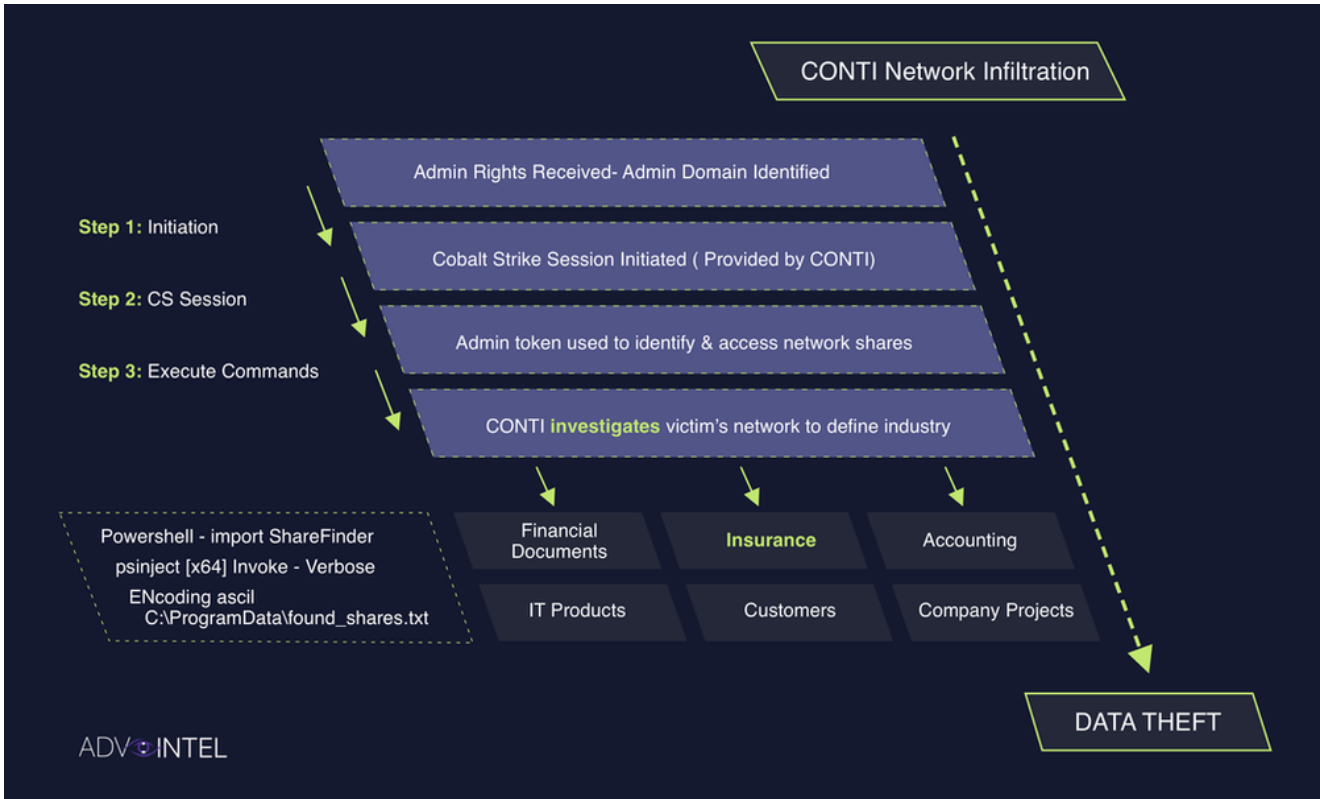 CONTI Network Infiltration
Admin Rights Received- Admin Domain Identified
Step 1: Initiation
Cobalt Strike Session Initiated ( Provided by CONTI)
Step 2: CS Session
Admin token used to identify & access network shares
Step 3: Execute Commands
CONTI investigates victim's network to define industry
Powershell - import ShareFinder
psinject [x64] Invoke - Verbose
ENcoding ascil
C:\ProgramData\found_shares.txt
Financial
Documents
Insurance
Accounting
IT Products
Customers
Company Projects
DATA THEFT
ADVINTEL